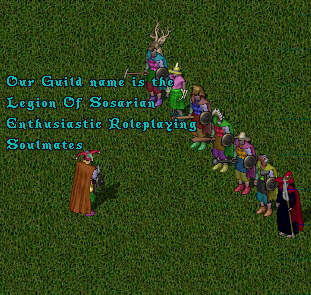 Our Guild name is the
Legion Of Sosarian
Enthusiastic Roleplaying
Soulmates